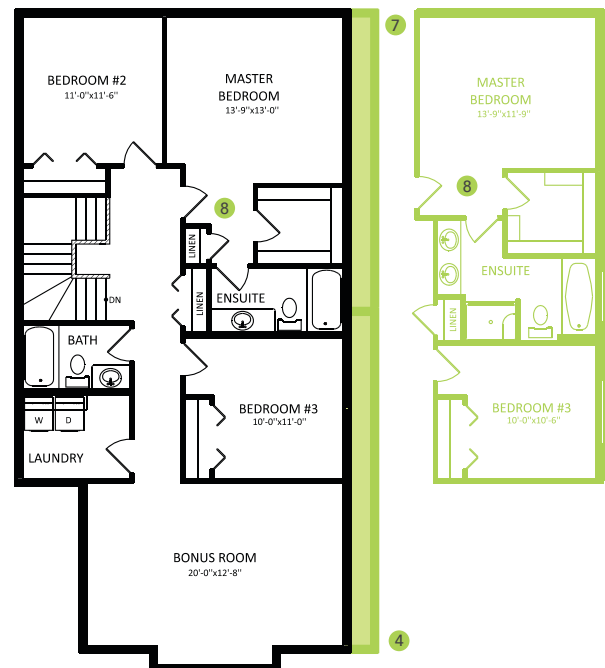 7
BEDROOM #2
11'-0"x11'-6"
MASTER
BEDROOM
13'-9"x13'-0"
8
LINEN
LINEN
ENSUITE
DN
BATH
W
D
LAUNDRY
BEDROOM #3
10'-0"x11'-0"
BONUS ROOM
20'-0"x12'-8"
4
MASTER
BEDROOM
13'-9"x11'-9"
8
ENSUITE
LINEN
BEDROOM #3
10'-0"x10'-6"